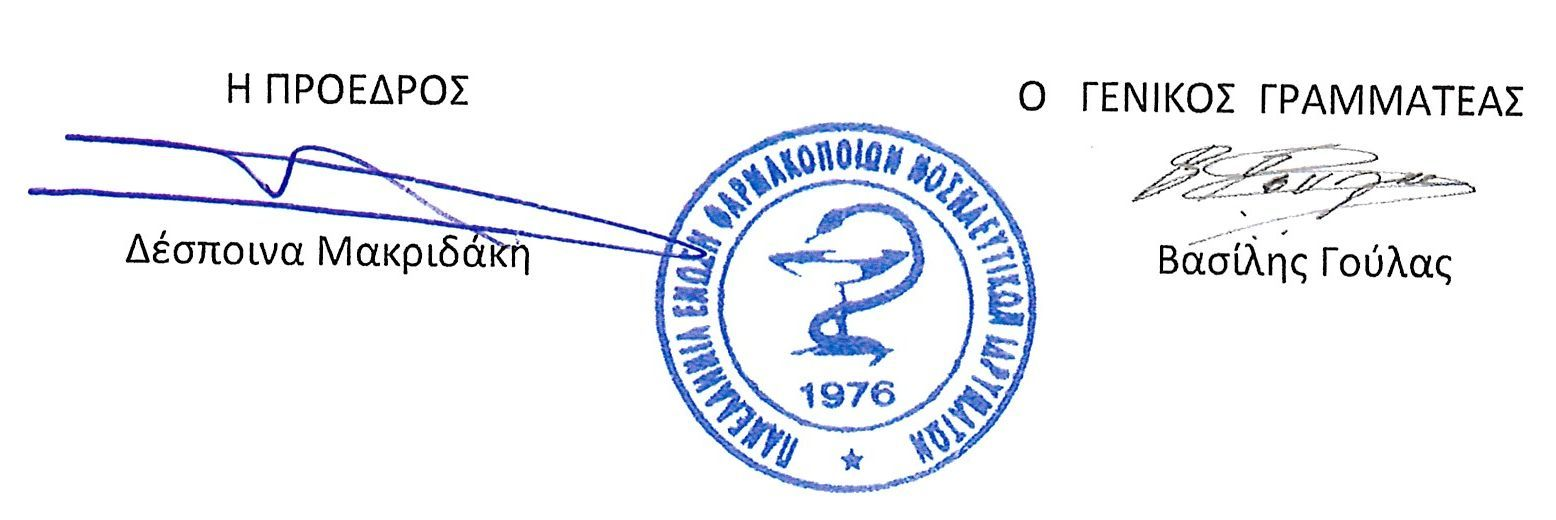 Η ΠΡΟΕΔΡΟΣ
Ο ΓΕΝΙΚΟΣ ΓΡΑΜΜΑΤΕΑΣ
Δέσποινα Μακριδάκη
Βασίλης Γούλας
ΠΑΝΕΛΛΗΝΙΑ ΕΝΩΣΗ ΦΑΡΜΑΚΟΠΟΙΩΝ ΝΟΣΗΛΕΥΤΙΚΩΝ ΙΔΡΥΜΑΤΩΝ
1976